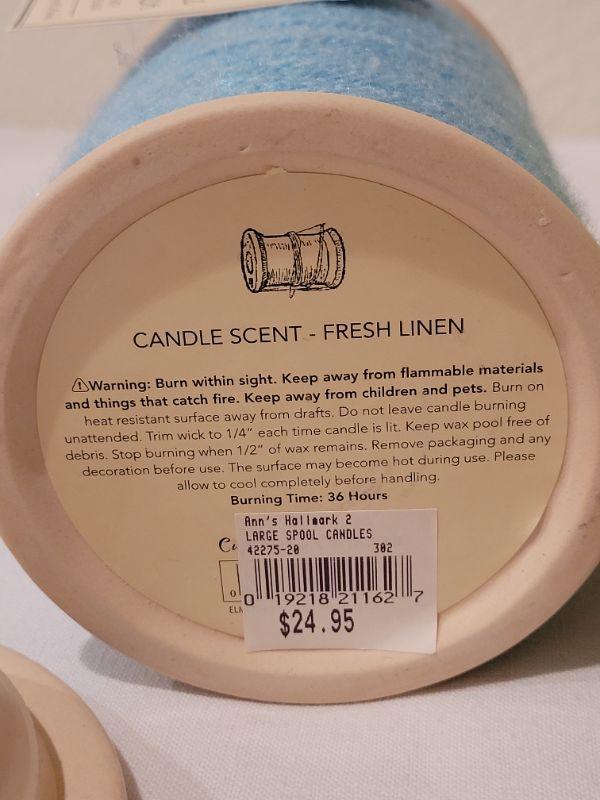 CANDLE SCENT - FRESH LINEN
⚠Warning: Burn within sight. Keep away from flammable materials
and things that catch fire. Keep away from children and pets. Burn on
heat resistant surface away from drafts. Do not leave candle burning
unattended. Trim wick to 1/4" each time candle is lit. Keep wax pool free of
debris. Stop burning when 1/2" of wax remains. Remove packaging and any
decoration before use. The surface may become hot during use. Please
allow to cool completely before handling.
Burning Time: 36 Hours
Ann's Hallmark 2
LARGE SPOOL CANDLES
42275-20 302
0 19218 21162 7
$24.95